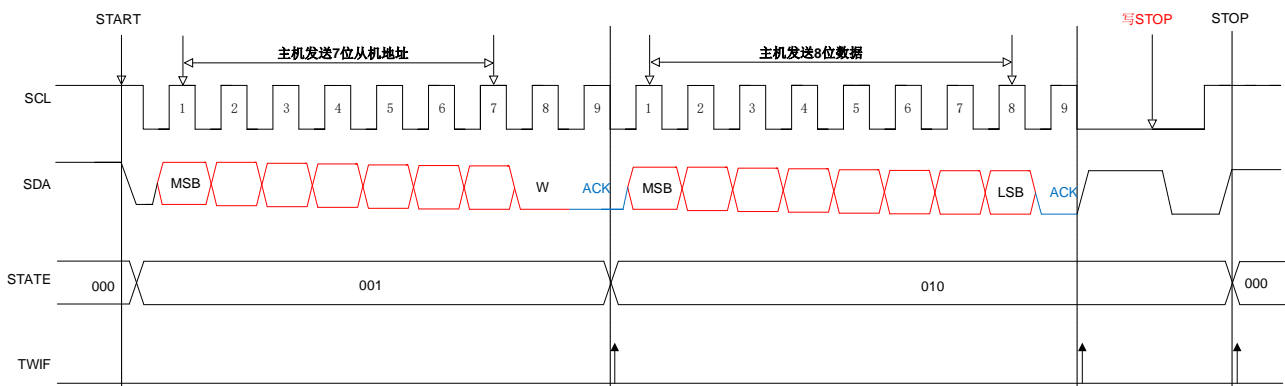 START
写STOP
STOP
主机发送7位从机地址
主机发送8位数据
SCL
1 2 3 4 5 6 7 8 9 1 2 3 4 5 6 7 8 9
SDA
MSB W ACK MSB LSB ACK
STATE
000 001 010 000
TWIF